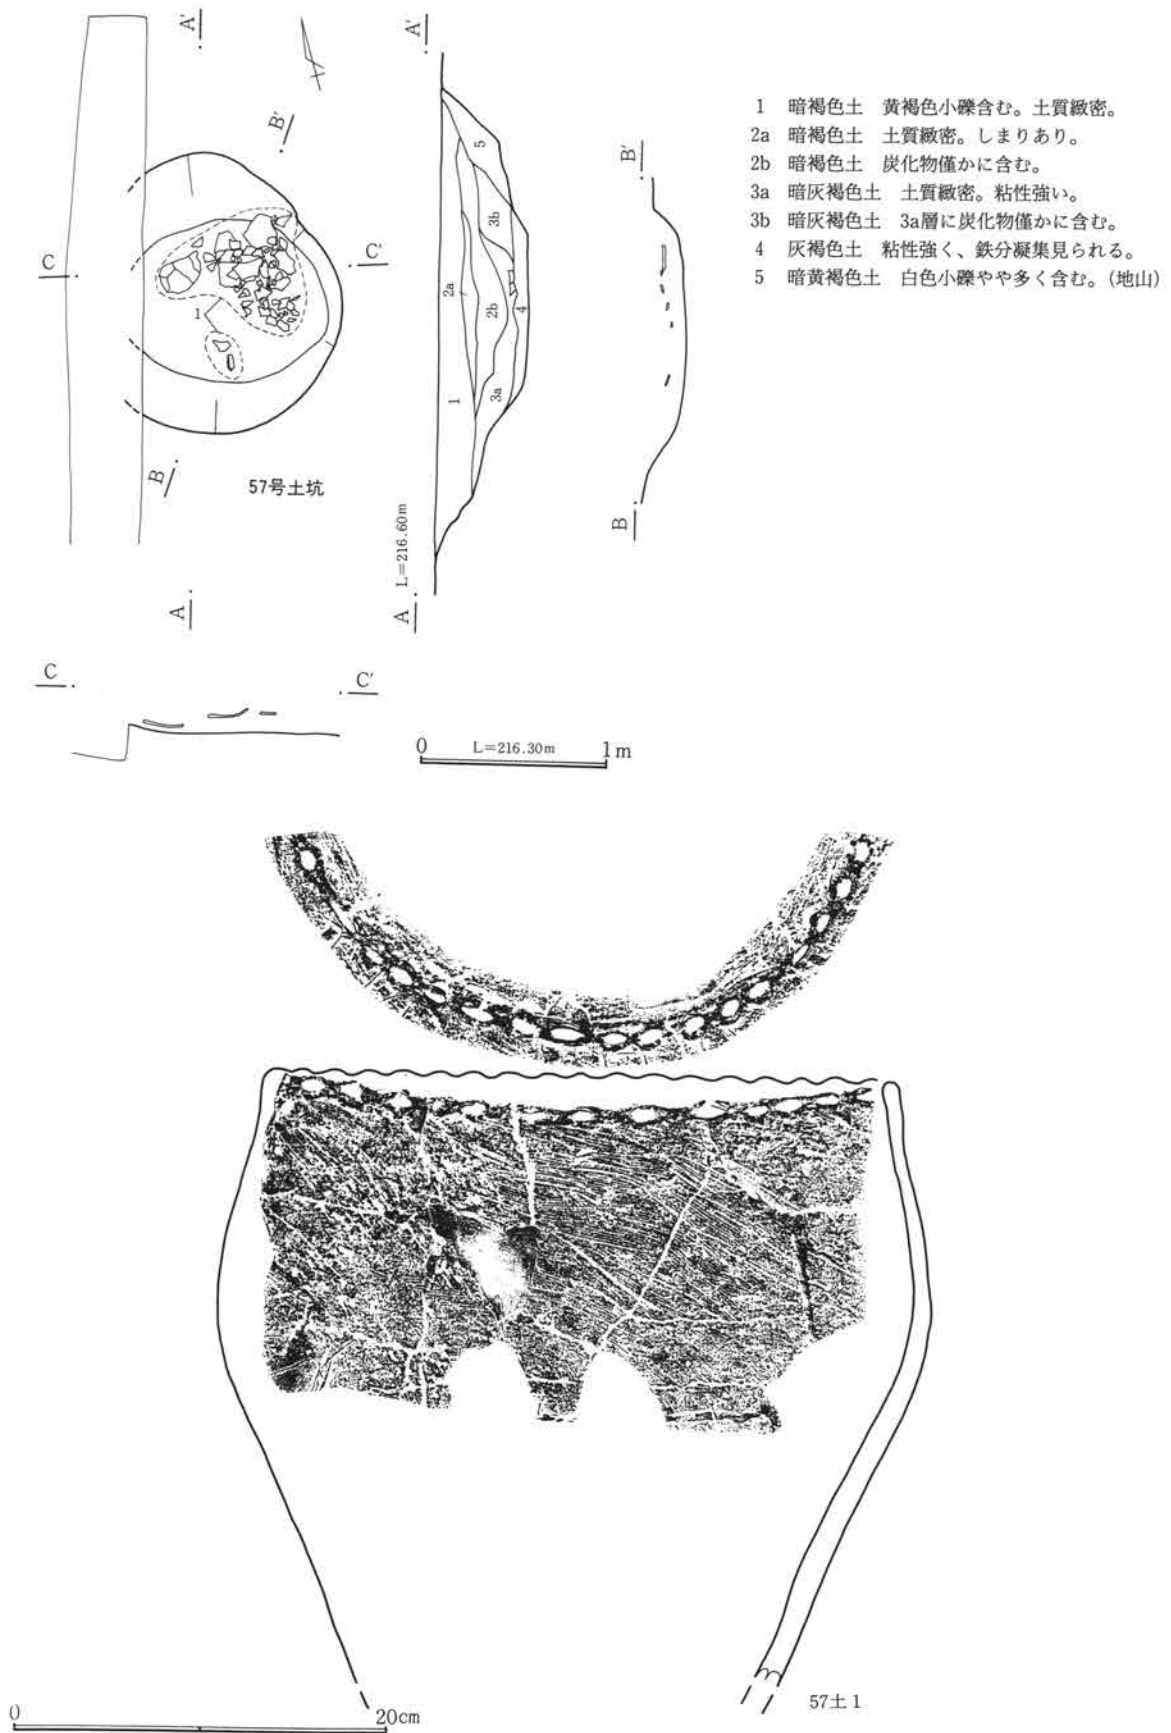 A'
A'
B'
C
C'
1
B
57号土坑
A
5
3b
2a
2b
4
1
3a
L=216.60m
A
B'
B
1 暗褐色土 黄褐色小礫含む。土質緻密。
2a 暗褐色土 土質緻密。しまりあり。
2b 暗褐色土 炭化物僅かに含む。
3a 暗灰褐色土 土質緻密。粘性強い。
3b 暗灰褐色土 3a層に炭化物僅かに含む。
4 灰褐色土 粘性強く、鉄分凝集見られる。
5 暗黄褐色土 白色小礫やや多く含む。(地山)
C
C'
0 L=216.30m 1m
57土1
0 20cm